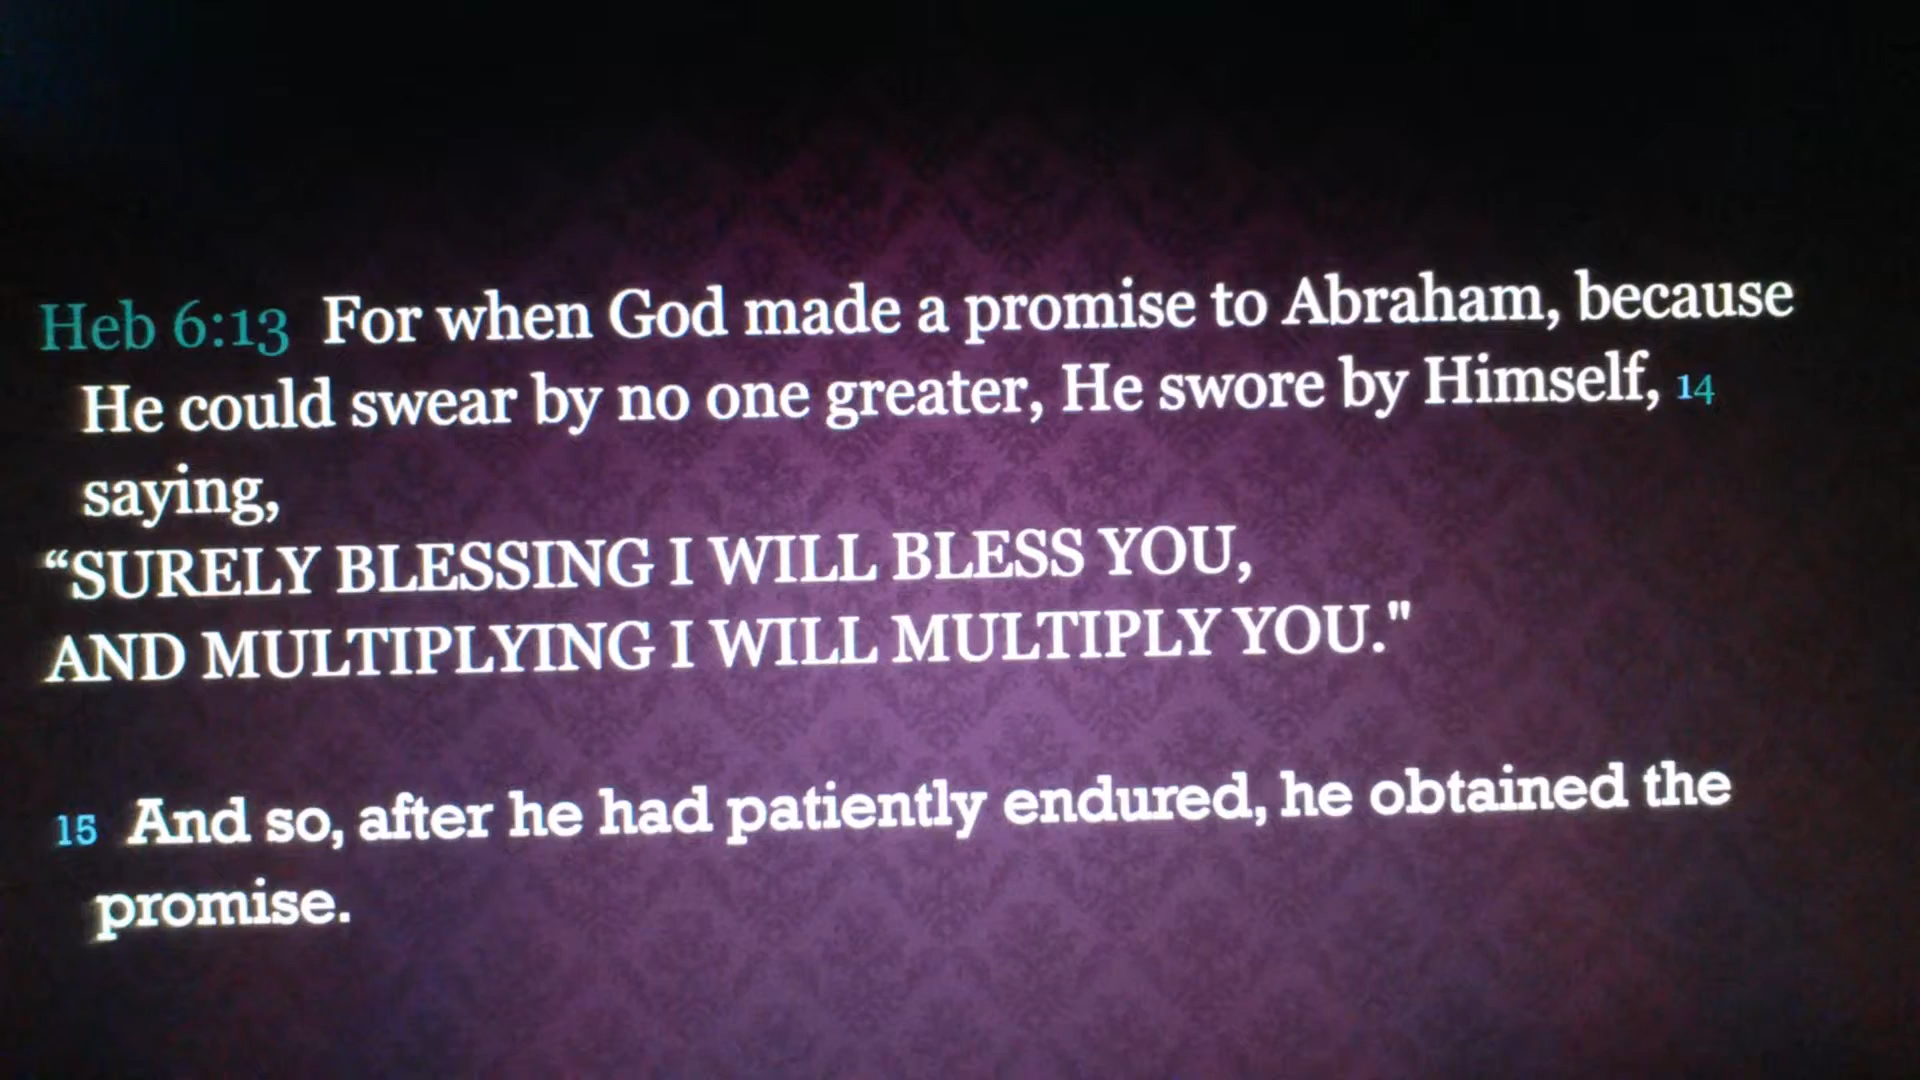 Heb 6:13 For when God made a promise to Abraham, because
He could swear by no one greater, He swore by Himself, 14
saying,
“SURELY BLESSING I WILL BLESS YOU,
AND MULTIPLYING I WILL MULTIPLY YOU."
15 And so, after he had patiently endured, he obtained the
promise.